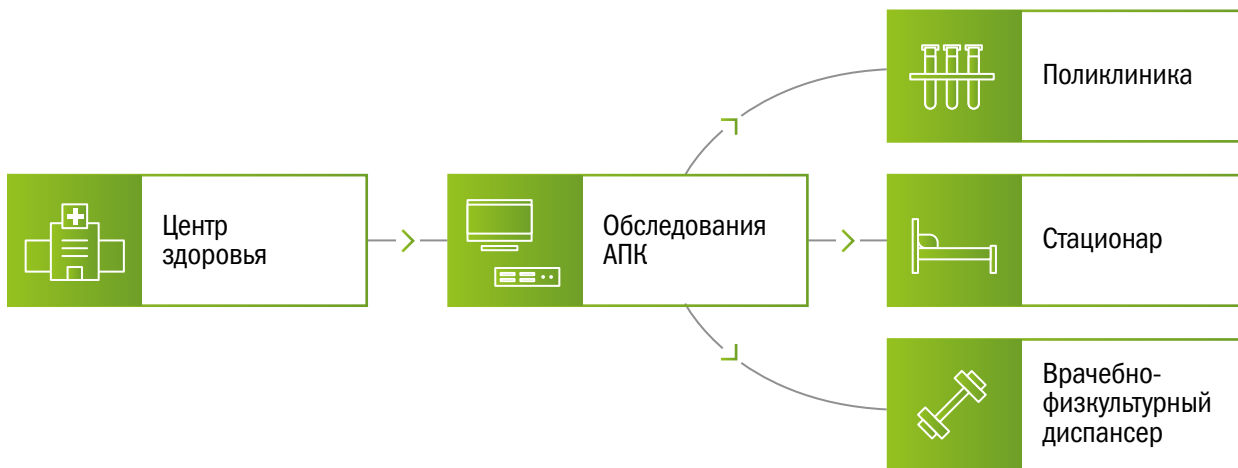 Поликлиника
Центр
здоровья
Обследования
АПК
Стационар
Врачебно-
физкультурный
диспансер